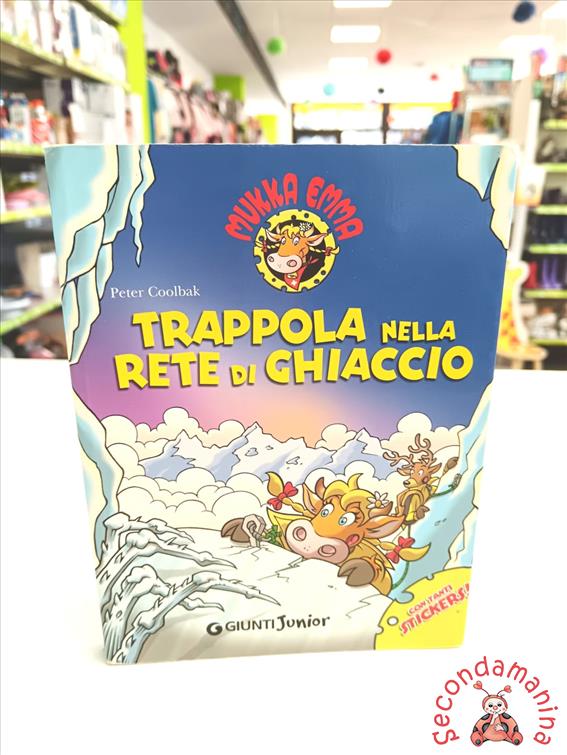 MUKKA EMMA
Peter Coolbak
TRAPPOLA NELLA
RETE DI GHIACCIO
CON TANTI
STICKERS!
G GIUNTI Junior
Secondamanina